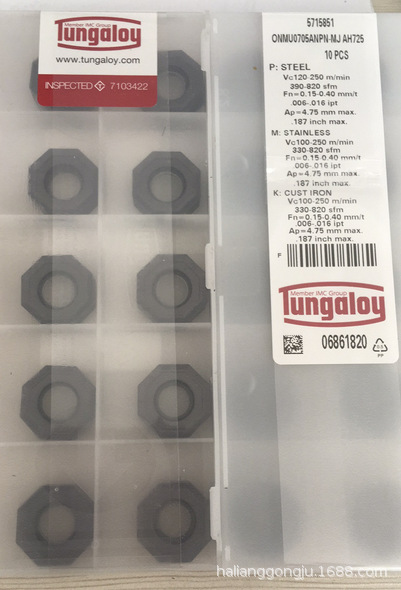 Member IMC Group
Tungaloy
www.tungaloy.com
INSPECTED T 7103422
5715851
ONMU0705ANPN-MJ AH725
10 PCS
P: STEEL
Vc120-250 m/min
390-820 sfm
Fn=0.15-0.40 mm/t
.006-.016 ipt
Ap=4.75 mm max.
.187 inch max.
M: STAINLESS
Vc100-250 m/min
330-820 sfm
Fn=0.15-0.40 mm/t
.006-.016 ipt
Ap=4.75 mm max.
.187 inch max.
K: CUST IRON
Vc100-250 m/min
330-820 sfm
Fn=0.15-0.40 mm/t
.006-.016 ipt
Ap=4.75 mm max.
.187 inch max.
F
Member IMC Group
Tungaloy
06861820
PP
hailianggongju.1688.com